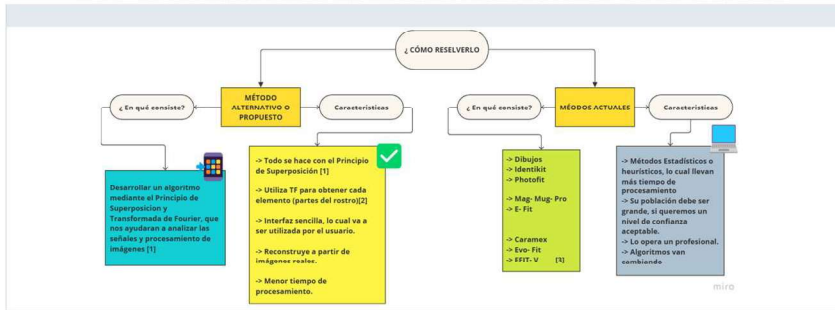 ¿ CÓMO RESELVERLO
¿ En qué consiste?
MÉTODO
ALTERNATIVO O
PROPUESTO
Características
¿ En qué consiste?
MÉDOS ACTUALES
Características
Desarrollar un algoritmo
mediante el Principio de
Superposicion y
Transformada de Fourier, que
nos ayudaran a analizar las
señales y procesamiento de
imágenes [1]
-> Todo se hace con el Principio
de Superposición [1]
-> Utiliza TF para obtener cada
elemento (partes del rostro)[2]
-> Interfaz sencilla, lo cual va a
ser utilizada por el usuario.
-> Reconstruye a partir de
imágenes reales.
-> Menor tiempo de
procesamiento.
-> Dibujos
-> Identikit
-> Photofit
-> Mag- Mug- Pro
-> E- Fit
-> Caramex
-> Evo- Fit
-> EFIT- V [3]
-> Métodos Estadísticos o
heurísticos, lo cual llevan
más tiempo de
procesamiento
-> Su población debe ser
grande, si queremos un
nivel de confianza
aceptable.
-> Lo opera un profesional.
-> Algoritmos van
cambiando
miro